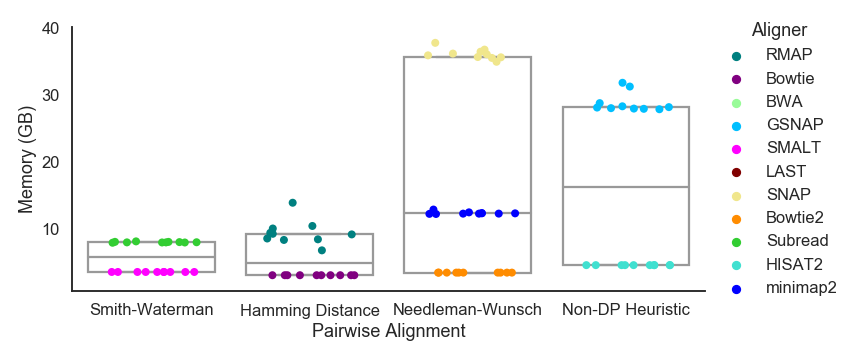 40
30
20
10
Memory (GB)
Smith-Waterman
Hamming Distance
Needleman-Wunsch
Non-DP Heuristic
Pairwise Alignment
Aligner
RMAP
Bowtie
BWA
GSNAP
SMALT
LAST
SNAP
Bowtie2
Subread
HISAT2
minimap2